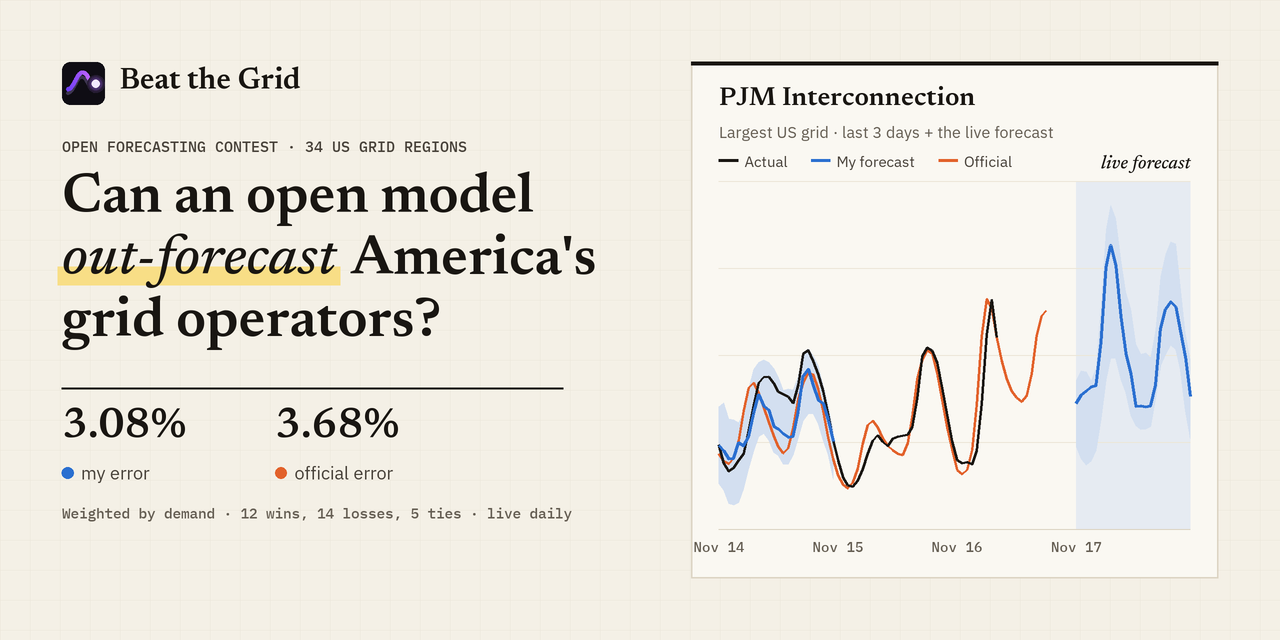 Beat the Grid
OPEN FORECASTING CONTEST · 34 US GRID REGIONS
Can an open model
out-forecast America's
grid operators?
3.08%
my error
3.68%
official error
Weighted by demand · 12 wins, 14 losses, 5 ties · live daily
PJM Interconnection
Largest US grid · last 3 days + the live forecast
Actual
My forecast
Official
live forecast
Nov 14
Nov 15
Nov 16
Nov 17